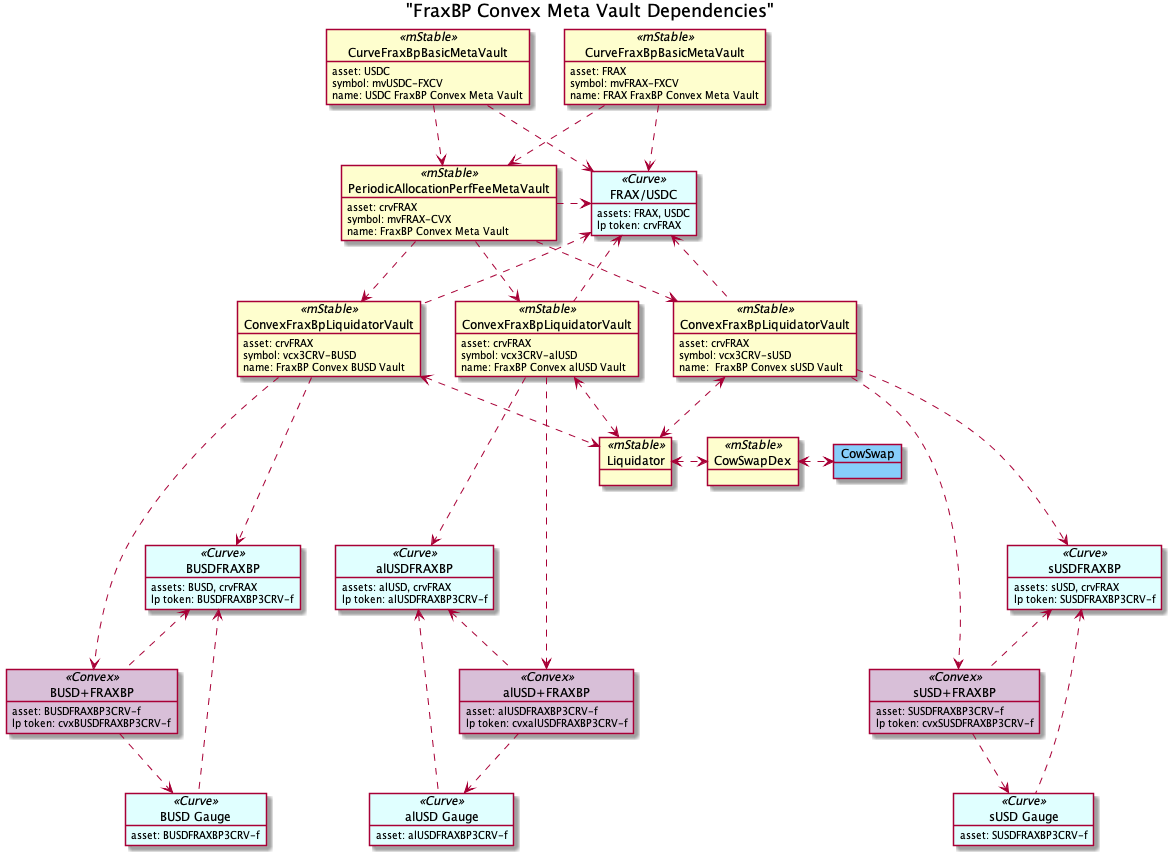 "FraxBP Convex Meta Vault Dependencies"
«mStable»
CurveFraxBpBasicMetaVault
asset: USDC
symbol: mvUSDC-FXCV
name: USDC FraxBP Convex Meta Vault
«mStable»
CurveFraxBpBasicMetaVault
asset: FRAX
symbol: mvFRAX-FXCV
name: FRAX FraxBP Convex Meta Vault
«mStable»
PeriodicAllocationPerfFeeMetaVault
asset: crvFRAX
symbol: mvFRAX-CVX
name: FraxBP Convex Meta Vault
«Curve»
FRAX/USDC
assets: FRAX, USDC
lp token: crvFRAX
«mStable»
ConvexFraxBpLiquidatorVault
asset: crvFRAX
symbol: vcx3CRV-BUSD
name: FraxBP Convex BUSD Vault
«mStable»
ConvexFraxBpLiquidatorVault
asset: crvFRAX
symbol: vcx3CRV-alUSD
name: FraxBP Convex alUSD Vault
«mStable»
ConvexFraxBpLiquidatorVault
asset: crvFRAX
symbol: vcx3CRV-sUSD
name:  FraxBP Convex sUSD Vault
«mStable»
Liquidator
«mStable»
CowSwapDex
CowSwap
«Curve»
BUSDFRAXBP
assets: BUSD, crvFRAX
lp token: BUSDFRAXBP3CRV-f
«Curve»
alUSDFRAXBP
assets: alUSD, crvFRAX
lp token: alUSDFRAXBP3CRV-f
«Curve»
sUSDFRAXBP
assets: sUSD, crvFRAX
lp token: SUSDFRAXBP3CRV-f
«Convex»
BUSD+FRAXBP
asset: BUSDFRAXBP3CRV-f
lp token: cvxBUSDFRAXBP3CRV-f
«Convex»
alUSD+FRAXBP
asset: alUSDFRAXBP3CRV-f
lp token: cvxalUSDFRAXBP3CRV-f
«Convex»
sUSD+FRAXBP
asset: SUSDFRAXBP3CRV-f
lp token: cvxSUSDFRAXBP3CRV-f
«Curve»
BUSD Gauge
asset: BUSDFRAXBP3CRV-f
«Curve»
alUSD Gauge
asset: alUSDFRAXBP3CRV-f
«Curve»
sUSD Gauge
asset: SUSDFRAXBP3CRV-f